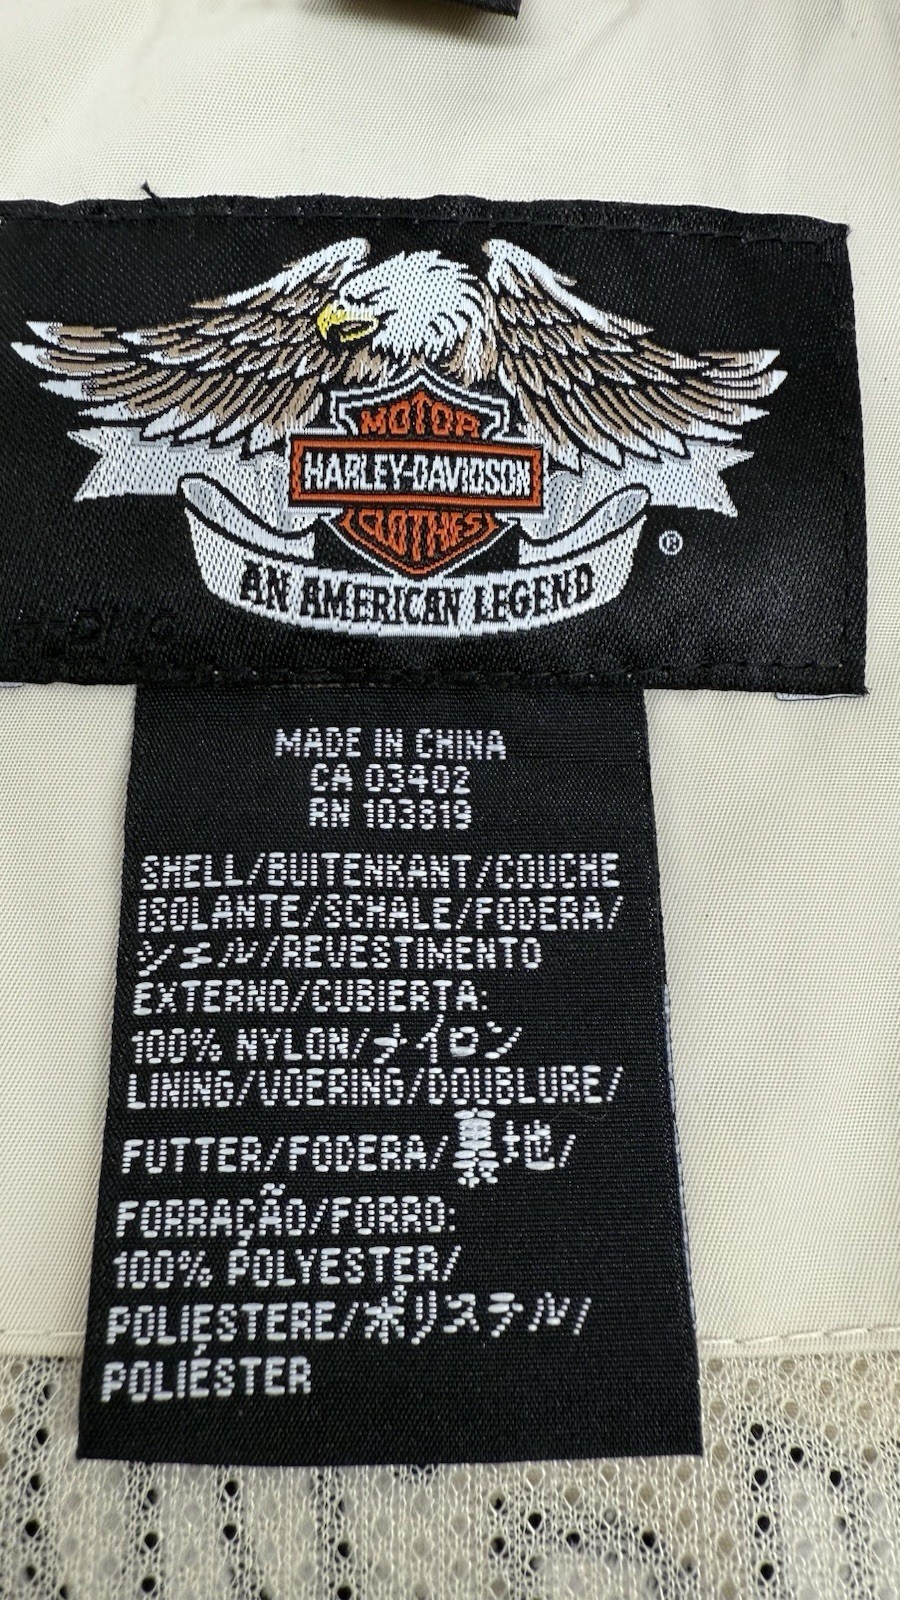 MOTOR
HARLEY-DAVIDSON
CLOTHES
®
AN AMERICAN LEGEND
MADE IN CHINA
CA 03402
RN 103819
SHELL/BUITENKANT/COUCHE
ISOLANTE/SCHALE/FODERA/
シェル/REVESTIMENTO
EXTERNO/CUBIERTA:
100% NYLON/ナイロン
LINING/VOERING/DOUBLURE/
FUTTER/FODERA/裏地/
FORRAÇÃO/FORRO:
100% POLYESTER/
POLIESTERE/ポリステル/
POLIÉSTER